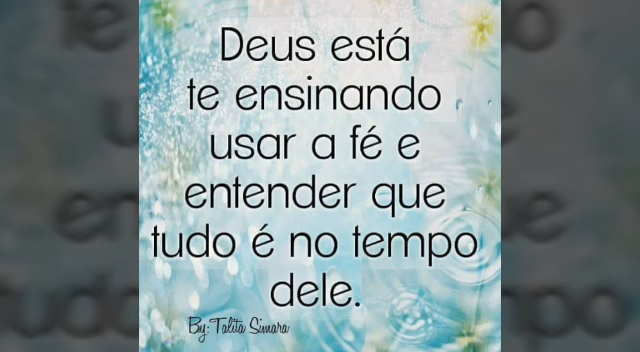 Deus está
te ensinando
usar a fé e
entender que
tudo é no tempo
dele.
By: Talita Simara